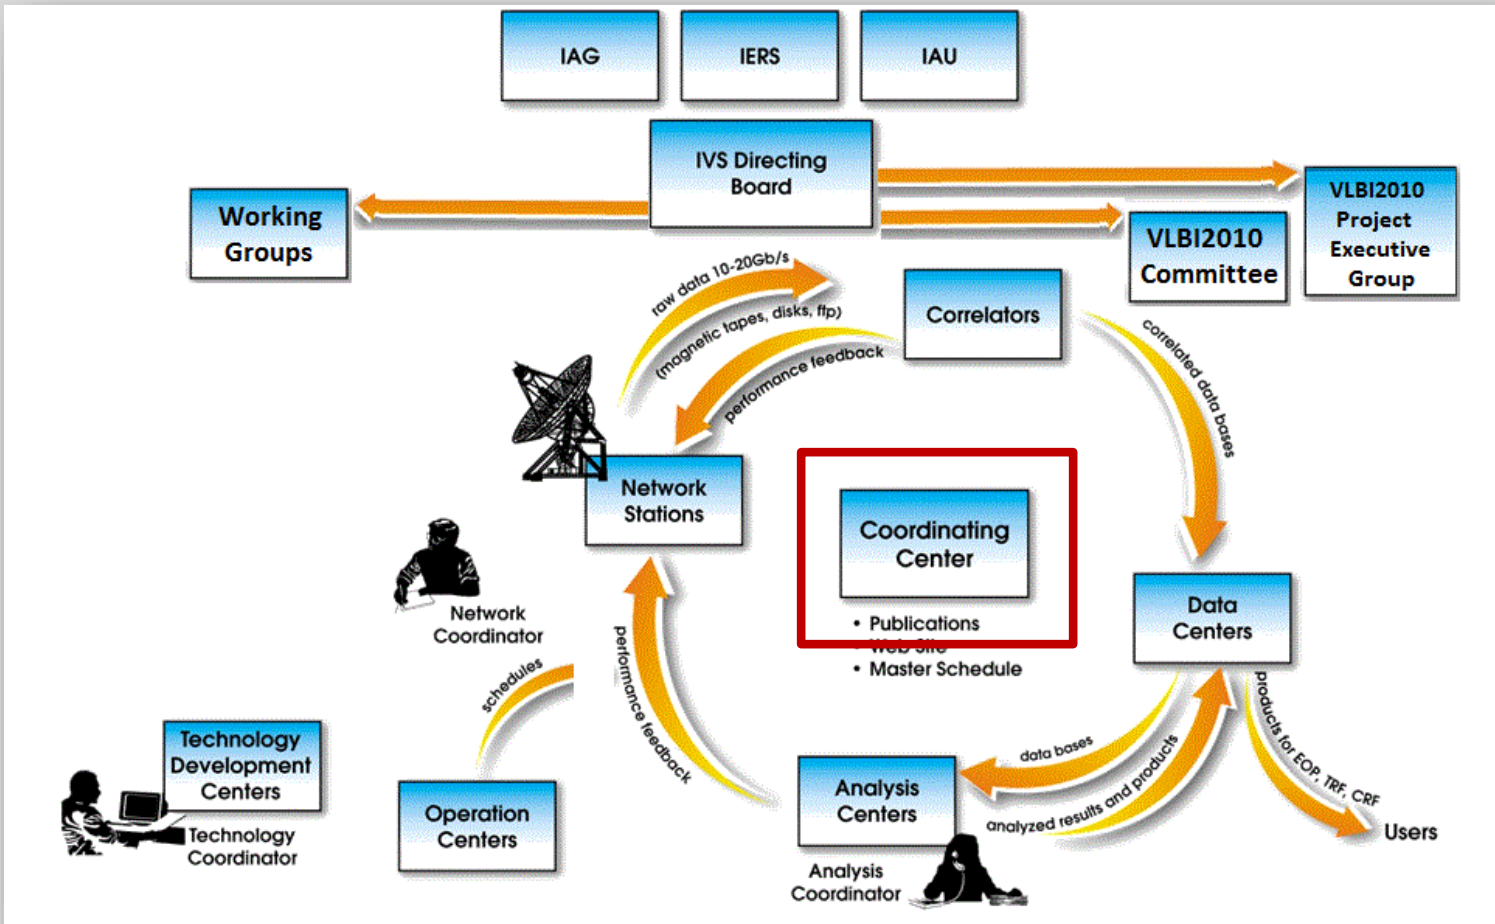 IAG
IERS
IAU
IVS Directing
Board
Working
Groups
VLBI2010
Committee
VLBI2010
Project
Executive
Group
raw data 10-20Gb/s
(magnetic tapes, disks, ftp)
performance feedback
Correlators
correlated data bases
Network
Stations
Coordinating
Center
• Publications
• Web Site
• Master Schedule
Network
Coordinator
Data
Centers
schedules
performance feedback
data bases
analyzed results and products
products for EOP, TRF, CRF
Users
Technology
Development
Centers
Technology
Coordinator
Operation
Centers
Analysis
Centers
Analysis
Coordinator